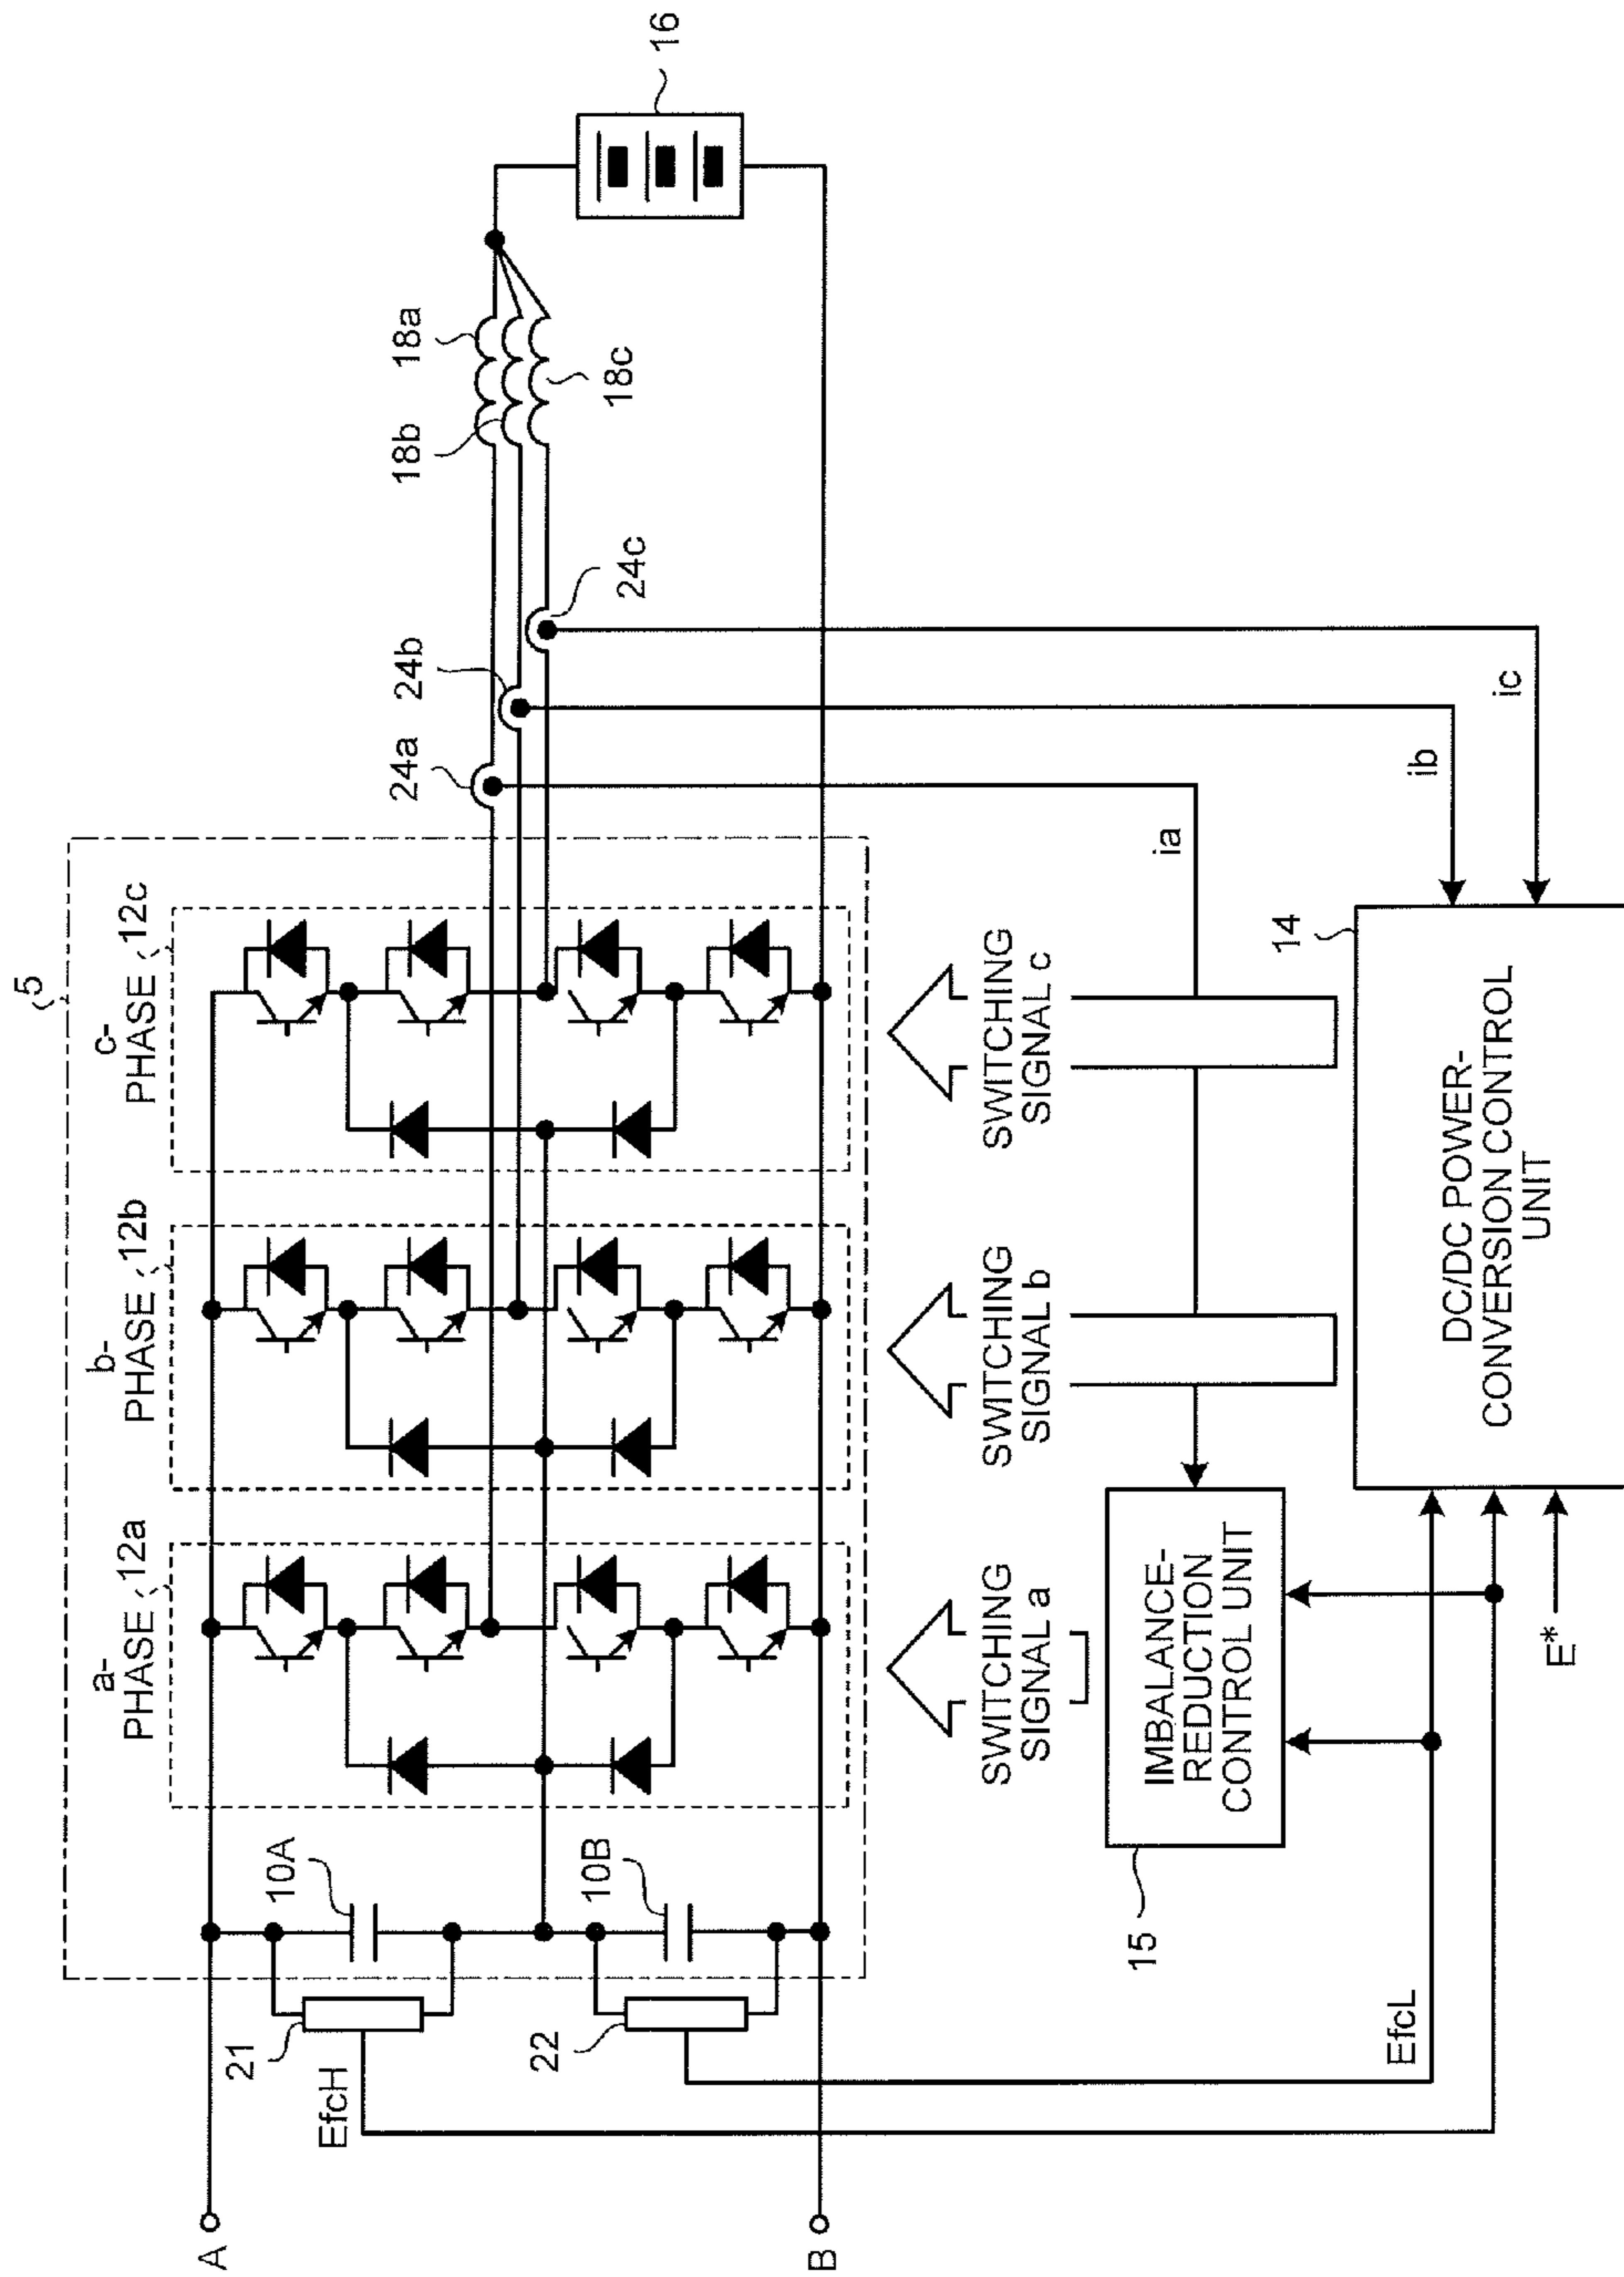 5
a-
PHASE 12a
b-
PHASE 12b
c-
PHASE 12c
A
B
21
EfcH
22
10A
10B
24a
24b
24c
18a
18b
18c
16
SWITCHING
SIGNAL a
SWITCHING
SIGNAL b
SWITCHING
SIGNAL c
ia
ib
ic
15
IMBALANCE-
REDUCTION
CONTROL UNIT
14
DC/DC POWER-
CONVERSION CONTROL
UNIT
EfcL
E*